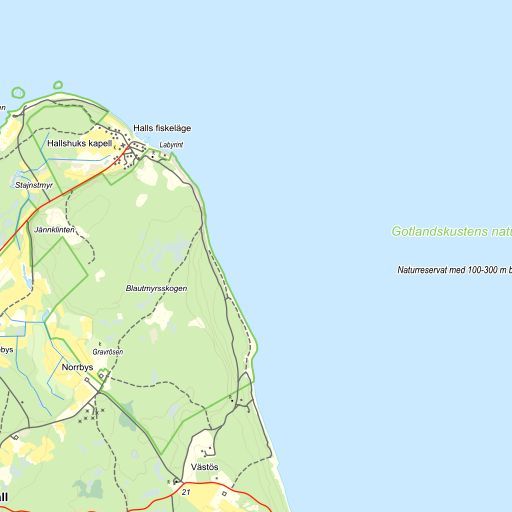 Halls fiskeläge
Hallshuks kapell
Labyrint
Stajnstmyr
Jännklinten
Gotlandskustens natu
Naturreservat med 100-300 m b
Blautmyrsskogen
Gravrösen
Norrbys
Västös
21